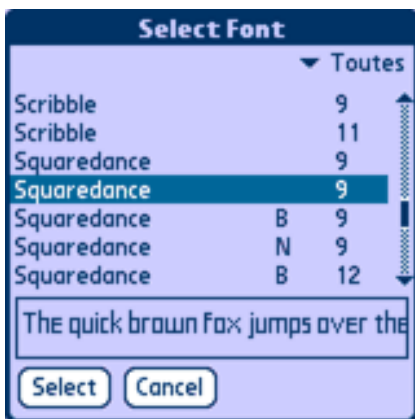 Select Font
Toutes
Scribble 9
Scribble 11
Squaredance 9
Squaredance 9
Squaredance B 9
Squaredance N 9
Squaredance B 12
The quick brown fox jumps over the
Select Cancel